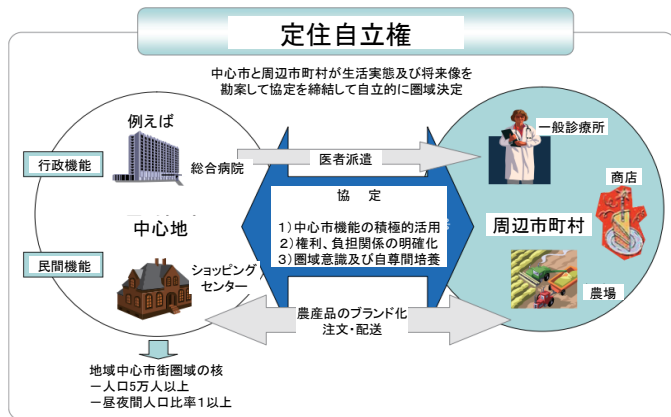 定住自立権
中心市と周辺市町村が生活実態及び将来像を
勘案して協定を締結して自立的に圏域決定
例えば
行政機能
総合病院
医者派遣
一般診療所
商店
協 定
1）中心市機能の積極的活用
2）権利、負担関係の明確化
3）圏域意識及び自尊間培養
中心地
周辺市町村
民間機能
ショッピング
センター
農場
農産品のブランド化
注文・配送
地域中心市街圏域の核
－人口5万人以上
－昼夜間人口比率1以上